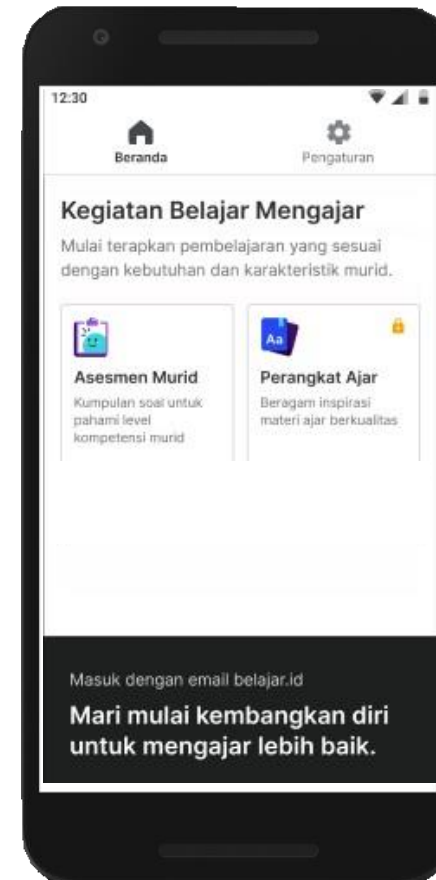 12:30
Beranda
Pengaturan
Kegiatan Belajar Mengajar
Mulai terapkan pembelajaran yang sesuai
dengan kebutuhan dan karakteristik murid.
Asesmen Murid
Kumpulan soal untuk
pahami level
kompetensi murid
Aa
Perangkat Ajar
Beragam inspirasi
materi ajar berkualitas
Masuk dengan email belajar.id
Mari mulai kembangkan diri
untuk mengajar lebih baik.